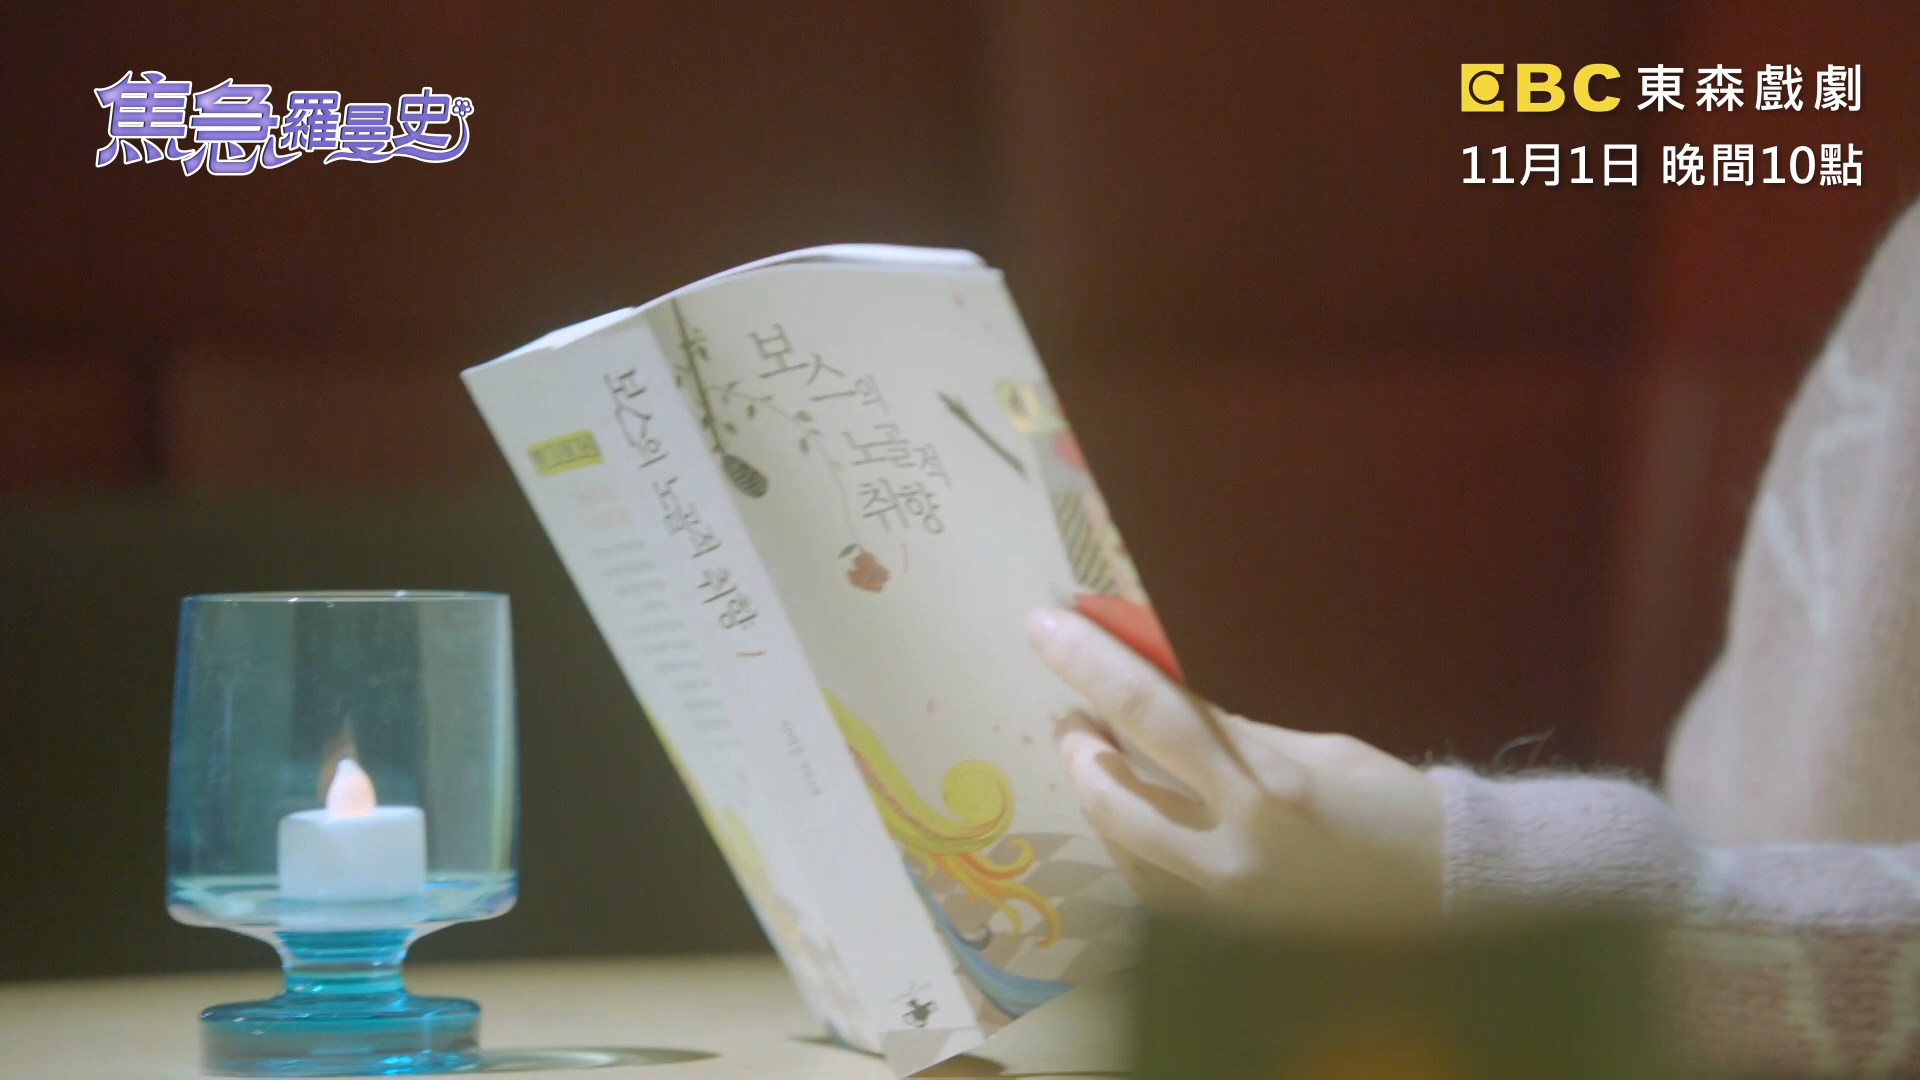 焦急羅曼史
EBC 東森戲劇
11月1日 晚間10點
보스의
노골적
취향
1
보스의 노골적 취향 1